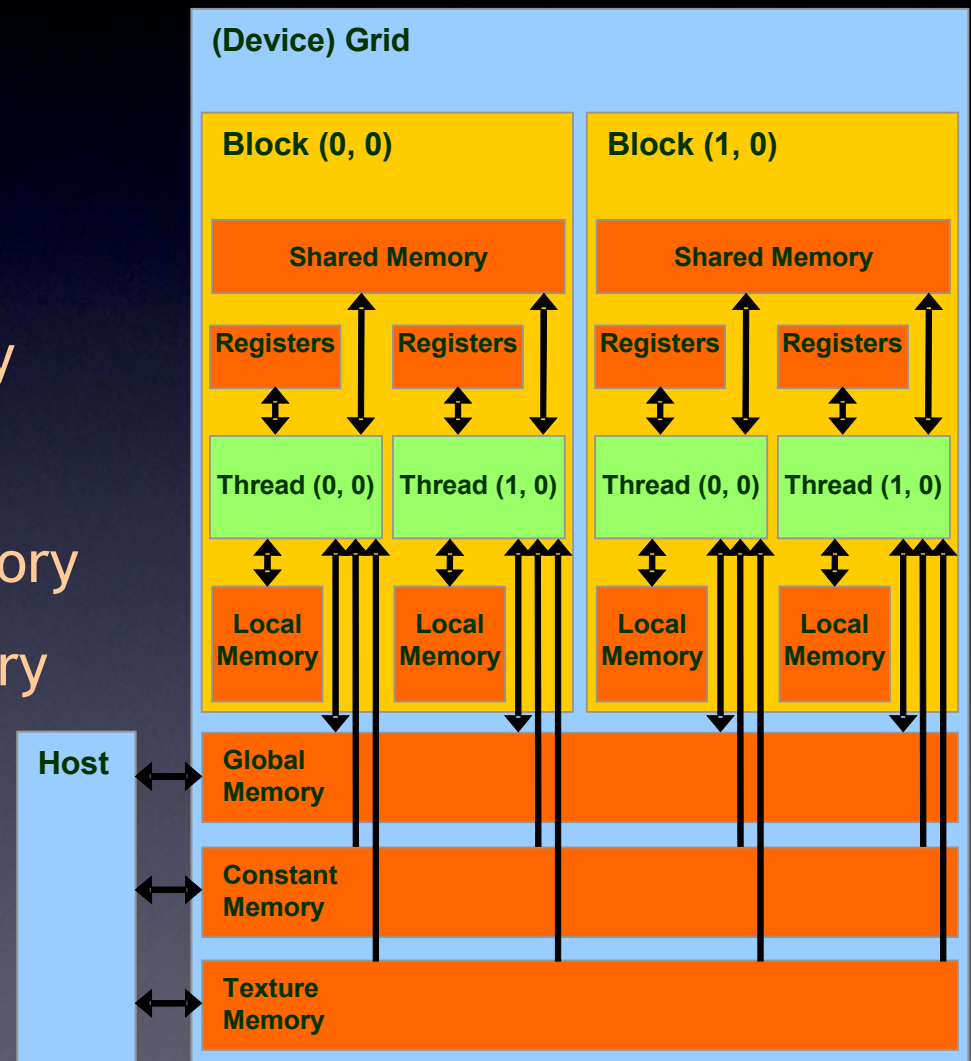 (Device) Grid
Block (0, 0)
Block (1, 0)
Shared Memory
Shared Memory
Registers
Registers
Registers
Registers
Thread (0, 0)
Thread (1, 0)
Thread (0, 0)
Thread (1, 0)
Local
Memory
Local
Memory
Local
Memory
Local
Memory
y
ory
ry
Host
Global
Memory
Constant
Memory
Texture
Memory